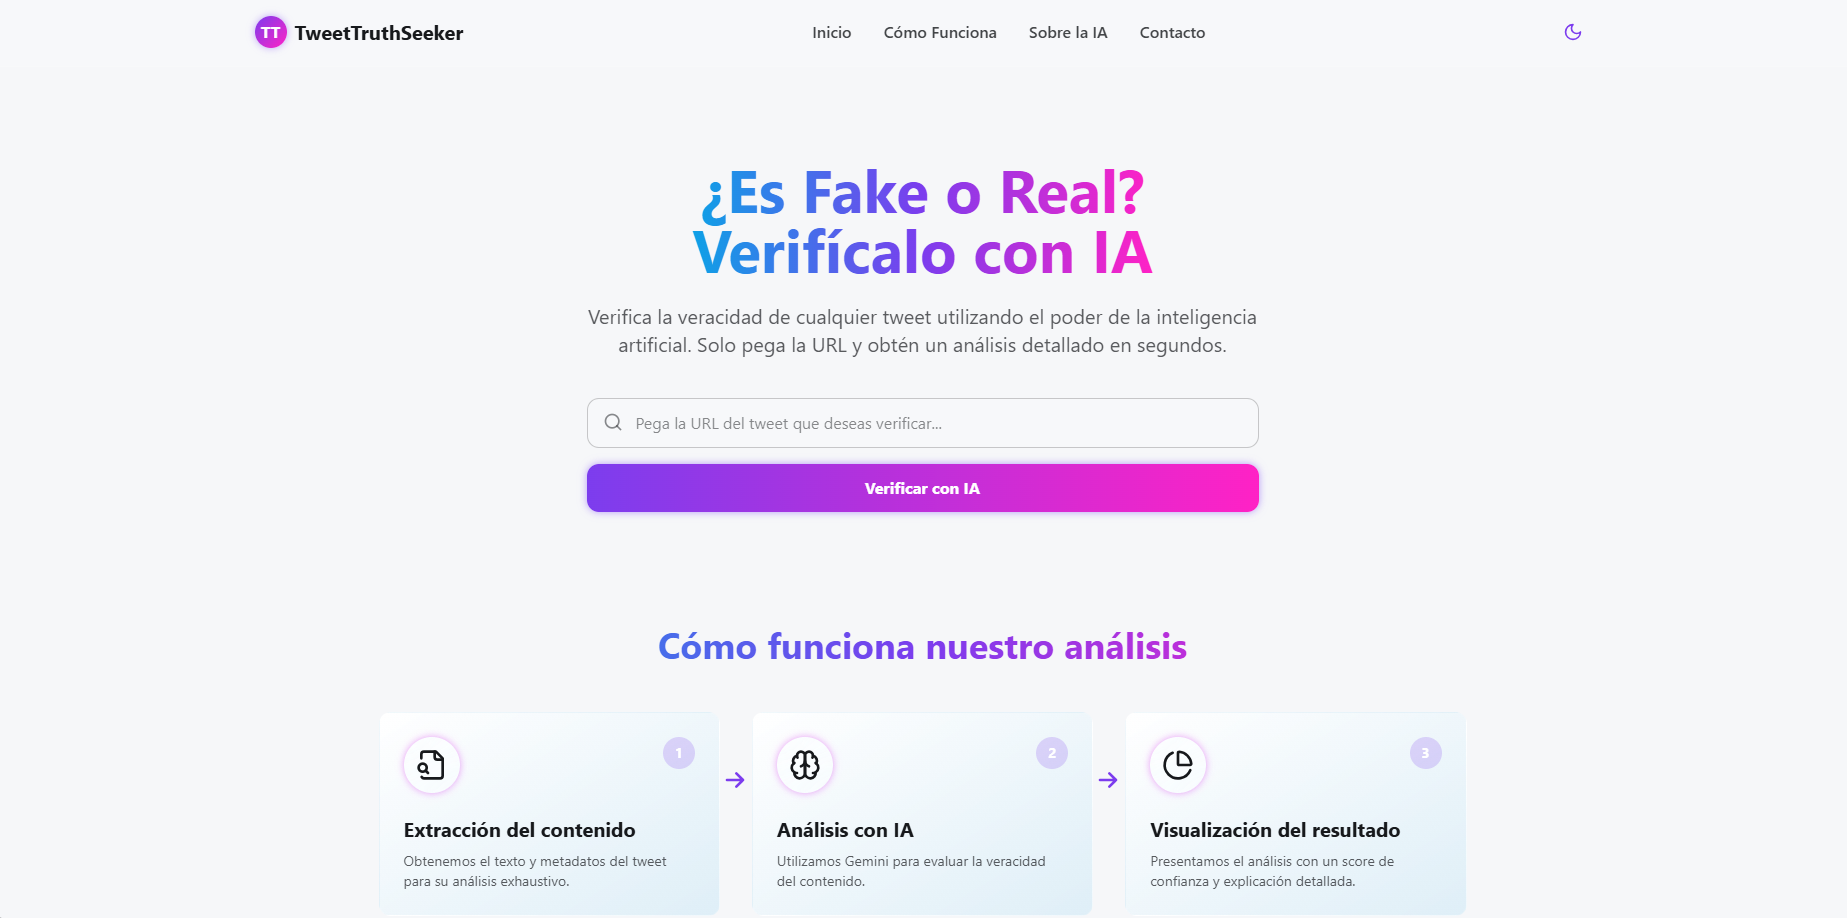 TT TweetTruthSeeker
Inicio Cómo Funciona Sobre la IA Contacto
¿Es Fake o Real?
Verifícalo con IA
Verifica la veracidad de cualquier tweet utilizando el poder de la inteligencia
artificial. Solo pega la URL y obtén un análisis detallado en segundos.
Pega la URL del tweet que deseas verificar...
Verificar con IA
Cómo funciona nuestro análisis
1
Extracción del contenido
Obtenemos el texto y metadatos del tweet
para su análisis exhaustivo.
2
Análisis con IA
Utilizamos Gemini para evaluar la veracidad
del contenido.
3
Visualización del resultado
Presentamos el análisis con un score de
confianza y explicación detallada.